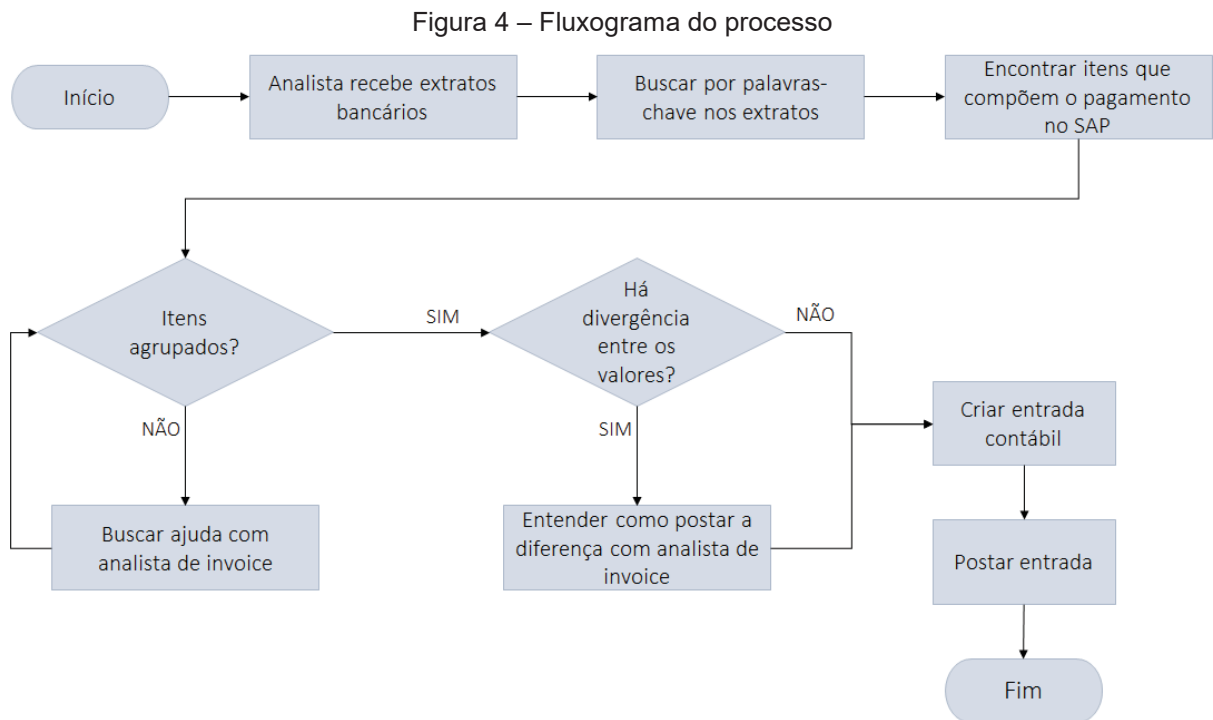 Figura 4 – Fluxograma do processo
Início
Analista recebe extratos
bancários
Buscar por palavras-
chave nos extratos
Encontrar itens que
compõem o pagamento
no SAP
Itens
agrupados?
SIM
Há
divergência
entre os
valores?
NÃO
NÃO
SIM
Criar entrada
contábil
Buscar ajuda com
analista de invoice
Entender como postar a
diferença com analista de
invoice
Postar entrada
Fim